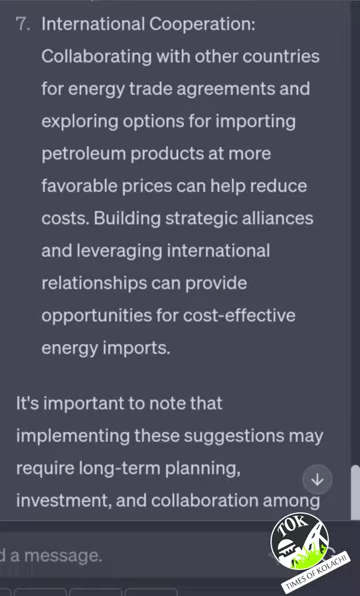 7. International Cooperation:
Collaborating with other countries
for energy trade agreements and
exploring options for importing
petroleum products at more
favorable prices can help reduce
costs. Building strategic alliances
and leveraging international
relationships can provide
opportunities for cost-effective
energy imports.
It's important to note that
implementing these suggestions may
require long-term planning,
investment, and collaboration among
d a message.
TOK
TIMES OF KOLACHI